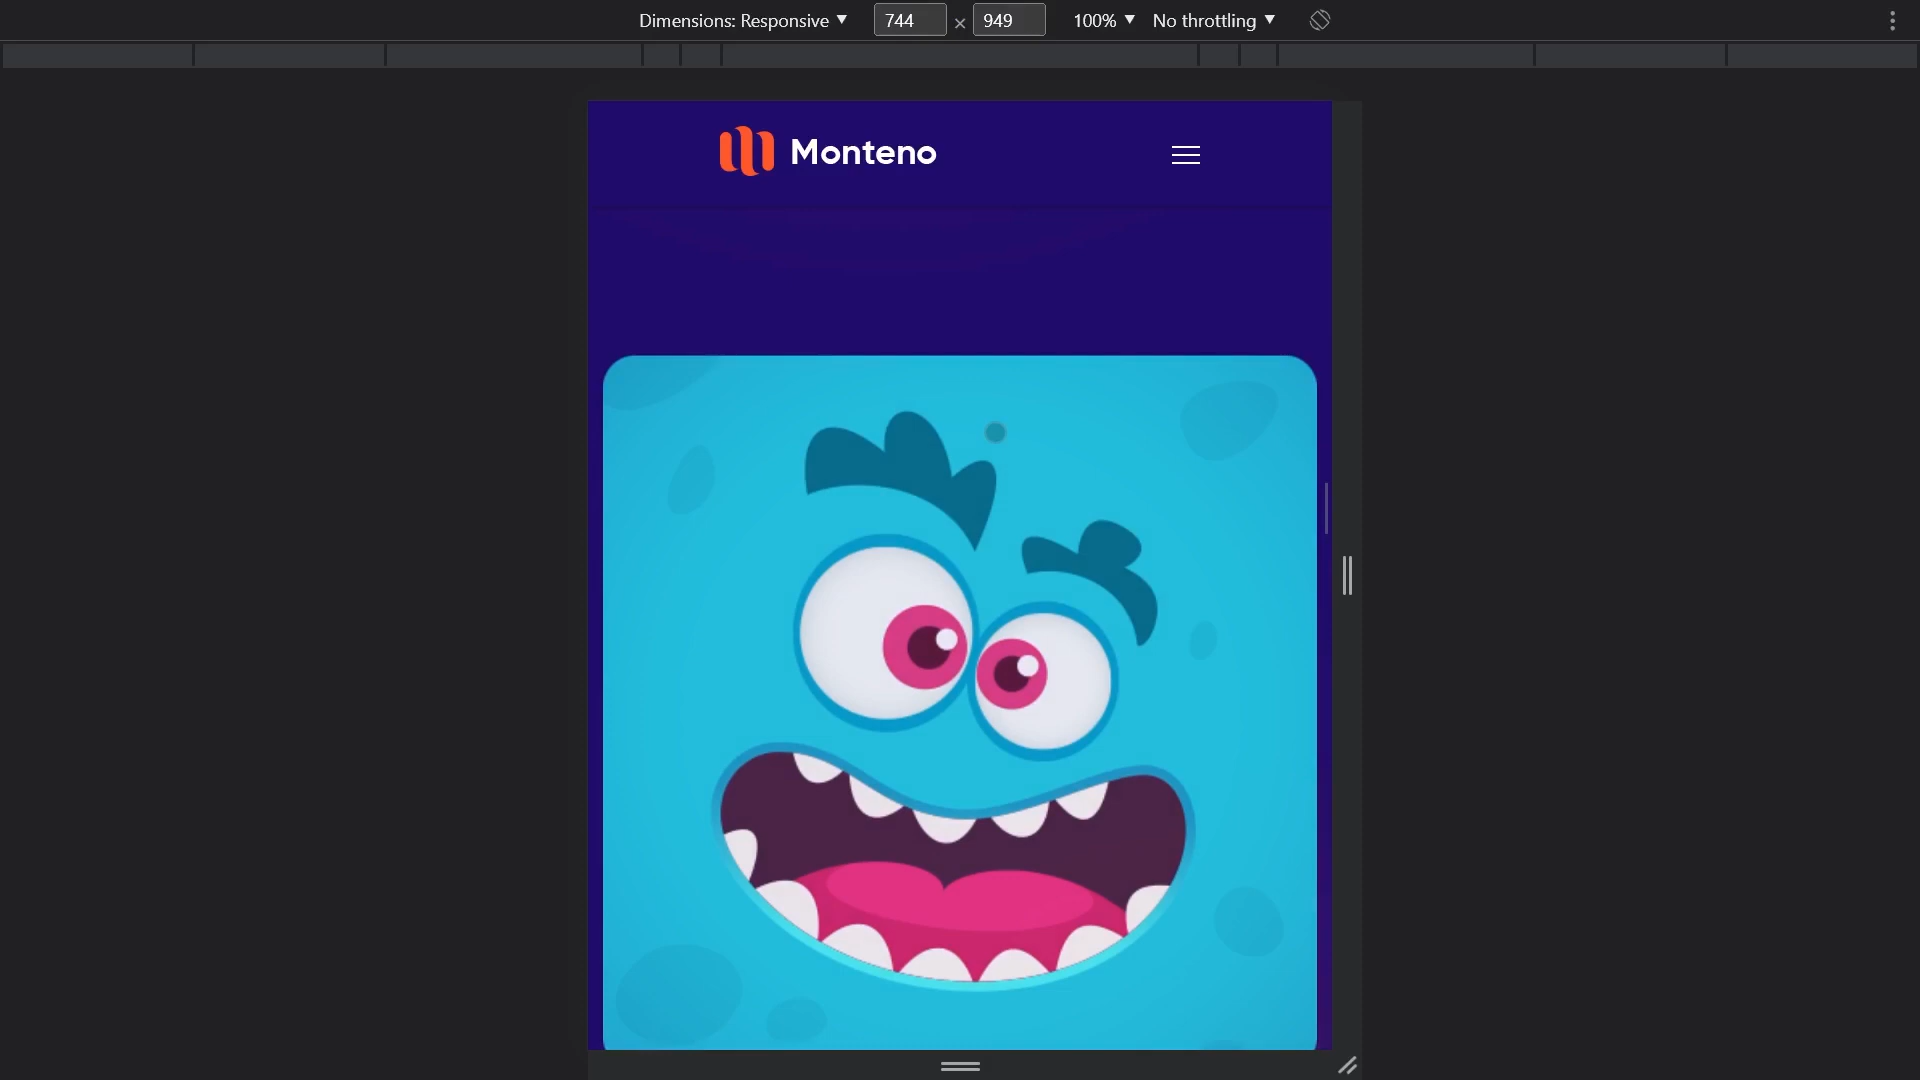 Dimensions: Responsive ▼ 744 × 949 100% ▼ No throttling ▼
Monteno